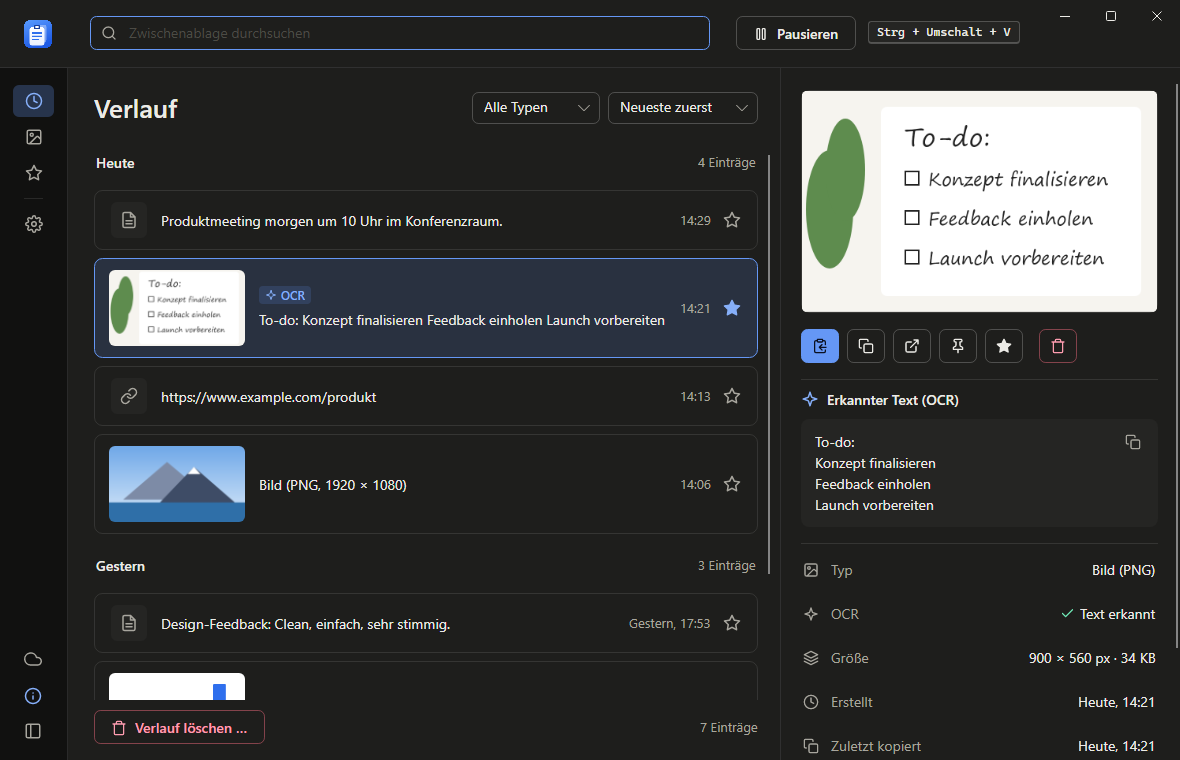 Zwischenablage durchsuchen
Pausieren
Strg + Umschalt + V
Verlauf
Alle Typen
Neueste zuerst
Heute
4 Einträge
Produktmeeting morgen um 10 Uhr im Konferenzraum.
14:29
To-do:
Konzept finalisieren
Feedback einholen
Launch vorbereiten
OCR
To-do: Konzept finalisieren Feedback einholen Launch vorbereiten
14:21
https://www.example.com/produkt
14:13
Bild (PNG, 1920 × 1080)
14:06
Gestern
3 Einträge
Design-Feedback: Clean, einfach, sehr stimmig.
Gestern, 17:53
Verlauf löschen ...
7 Einträge
To-do:
Konzept finalisieren
Feedback einholen
Launch vorbereiten
Erkannter Text (OCR)
To-do:
Konzept finalisieren
Feedback einholen
Launch vorbereiten
Typ
Bild (PNG)
OCR
Text erkannt
Größe
900 × 560 px · 34 KB
Erstellt
Heute, 14:21
Zuletzt kopiert
Heute, 14:21